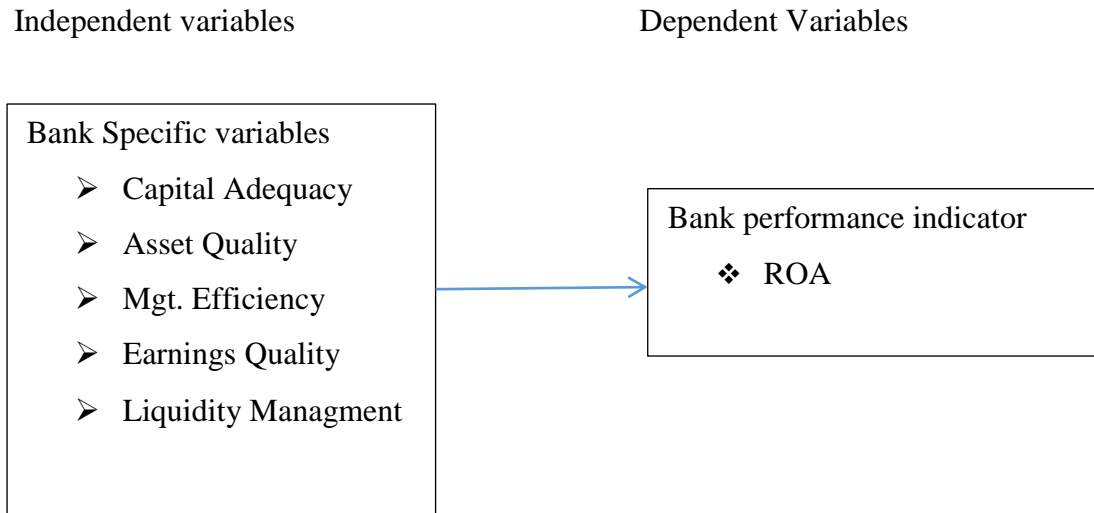 Independent variables
Dependent Variables
Bank Specific variables
➢ Capital Adequacy
➢ Asset Quality
➢ Mgt. Efficiency
➢ Earnings Quality
➢ Liquidity Managment
Bank performance indicator
❖ ROA